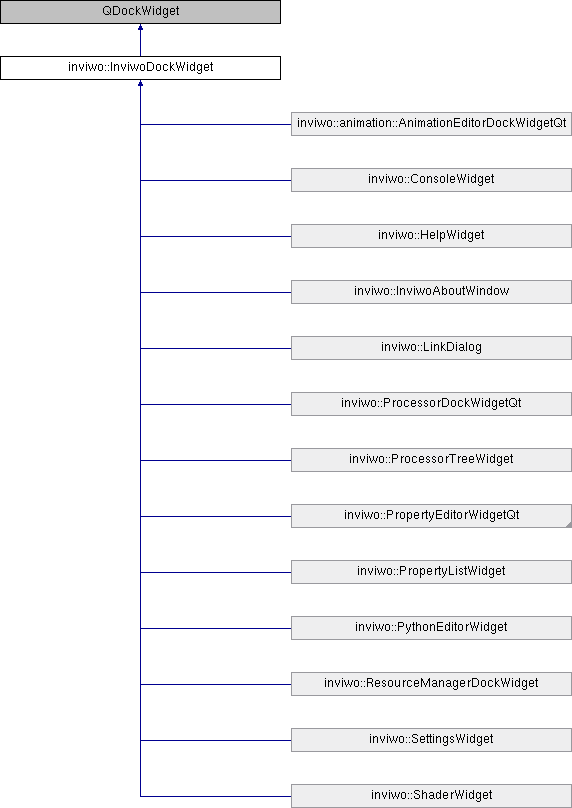 QDockWidget
inviwo::InviwoDockWidget
inviwo::animation::AnimationEditorDockWidgetQt
inviwo::ConsoleWidget
inviwo::HelpWidget
inviwo::InviwoAboutWindow
inviwo::LinkDialog
inviwo::ProcessorDockWidgetQt
inviwo::ProcessorTreeWidget
inviwo::PropertyEditorWidgetQt
inviwo::PropertyListWidget
inviwo::PythonEditorWidget
inviwo::ResourceManagerDockWidget
inviwo::SettingsWidget
inviwo::ShaderWidget